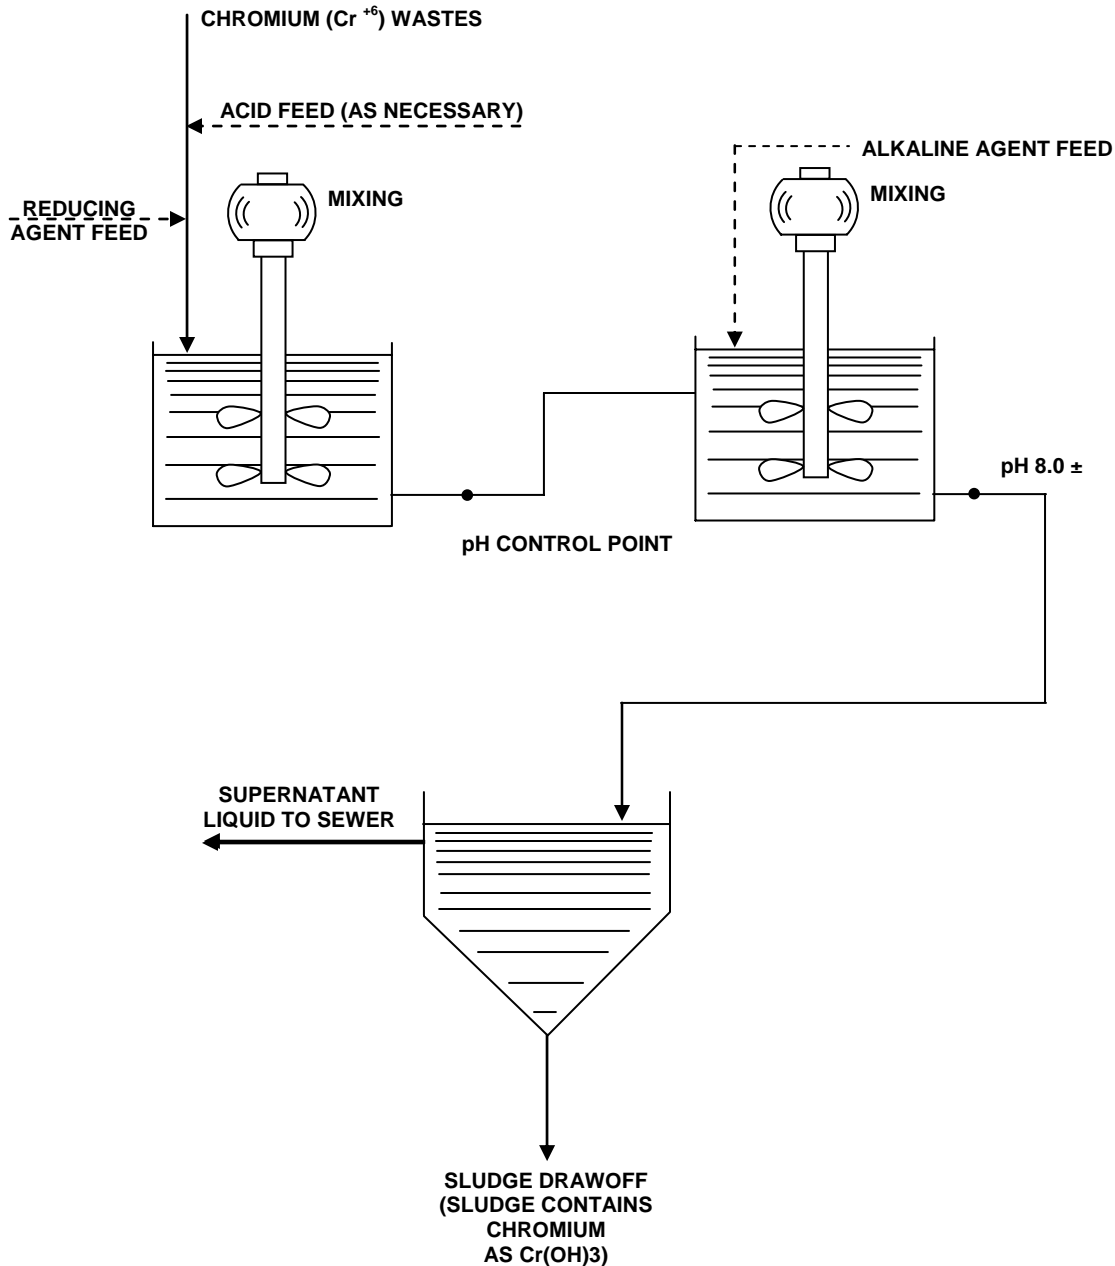 CHROMIUM (Cr +6) WASTES
ACID FEED (AS NECESSARY)
ALKALINE AGENT FEED
MIXING
MIXING
REDUCING
AGENT FEED
pH 8.0 ±
pH CONTROL POINT
SUPERNATANT
LIQUID TO SEWER
SLUDGE DRAWOFF
(SLUDGE CONTAINS
CHROMIUM
AS Cr(OH)3)